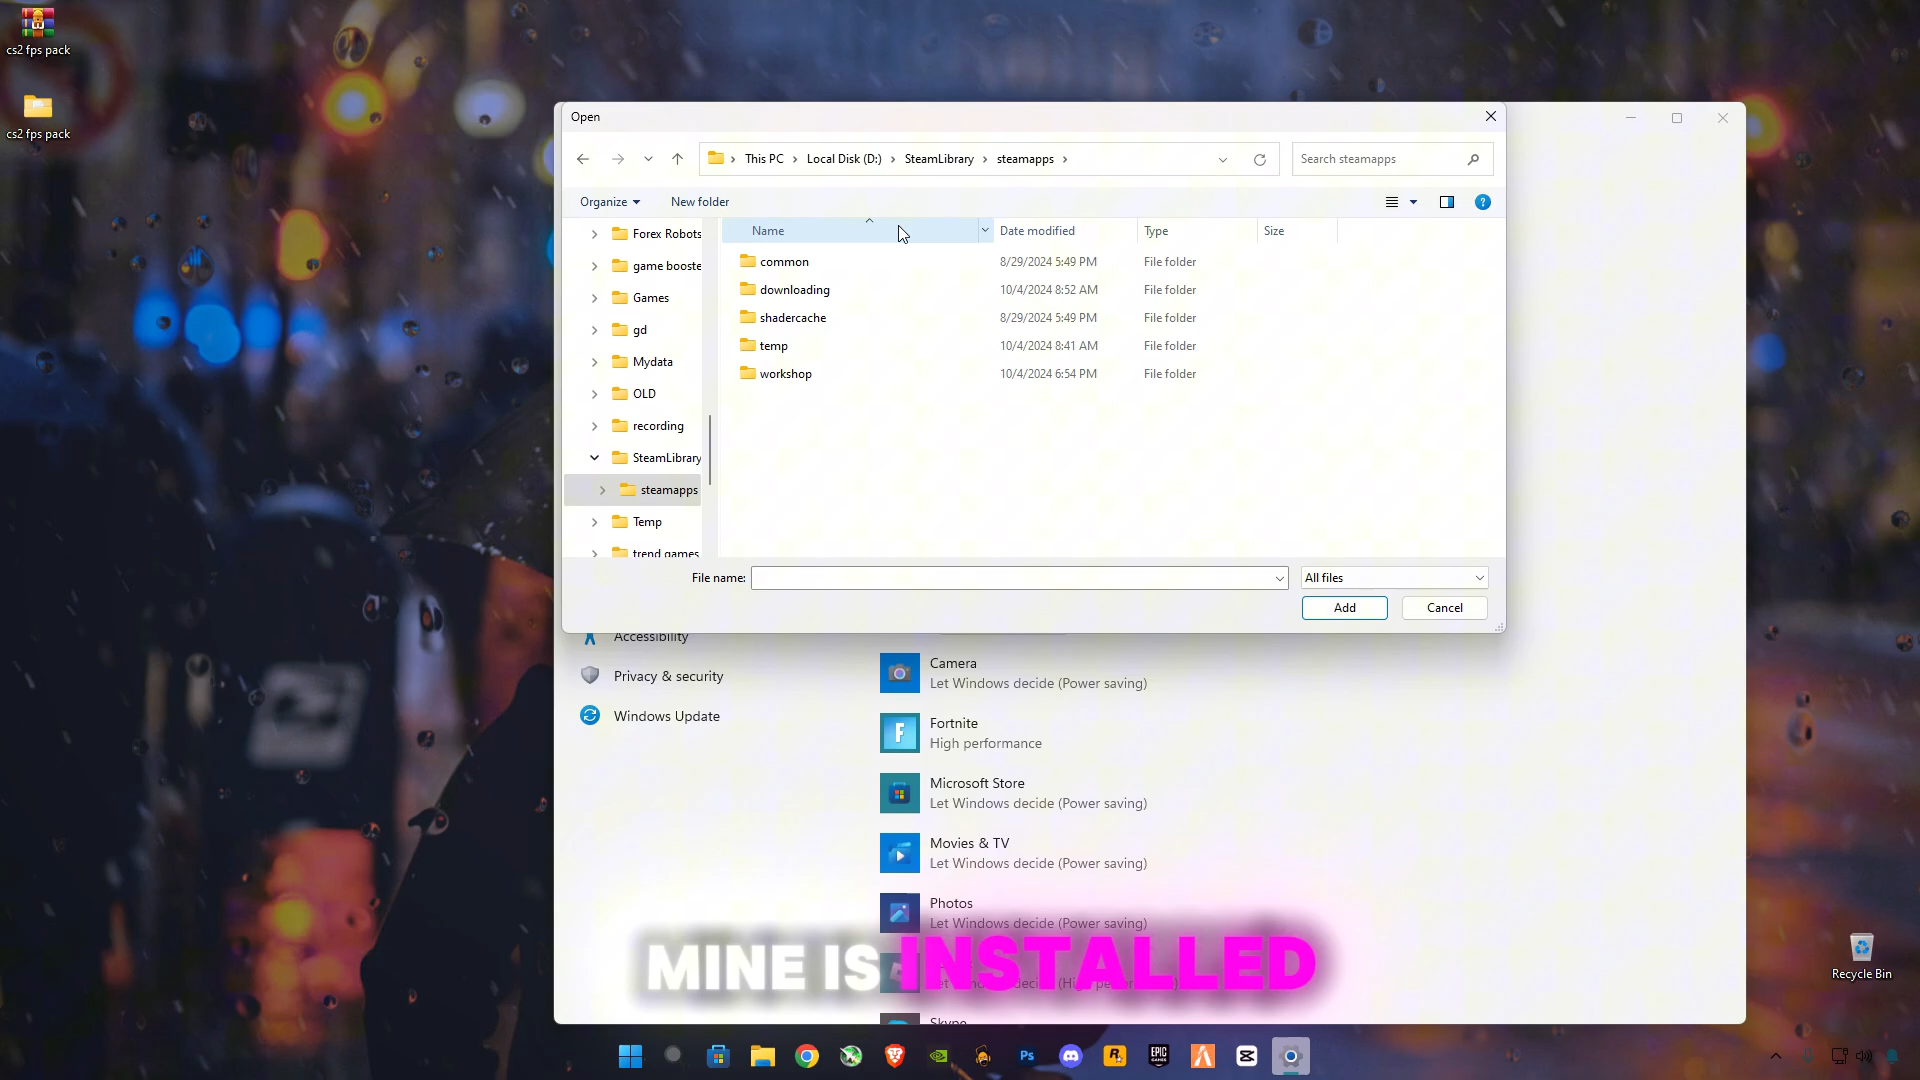 cs2 fps pack
cs2 fps pack
Open
This PC
Local Disk (D:)
SteamLibrary
steamapps
Search steamapps
Organize
New folder
Name
Date modified
Type
Size
Forex Robots
game booste
Games
gd
Mydata
OLD
recording
SteamLibrary
steamapps
Temp
trend games
common 8/29/2024 5:49 PM File folder
downloading 10/4/2024 8:52 AM File folder
shadercache 8/29/2024 5:49 PM File folder
temp 10/4/2024 8:41 AM File folder
workshop 10/4/2024 6:54 PM File folder
File name:
All files
Add
Cancel
Accessibility
Privacy & security
Windows Update
Camera
Let Windows decide (Power saving)
Fortnite
High performance
Microsoft Store
Let Windows decide (Power saving)
Movies & TV
Let Windows decide (Power saving)
Photos
Let Windows decide (Power saving)
MINE IS INSTALLED
Skype
Recycle Bin
Ps
EPIC
GAMES